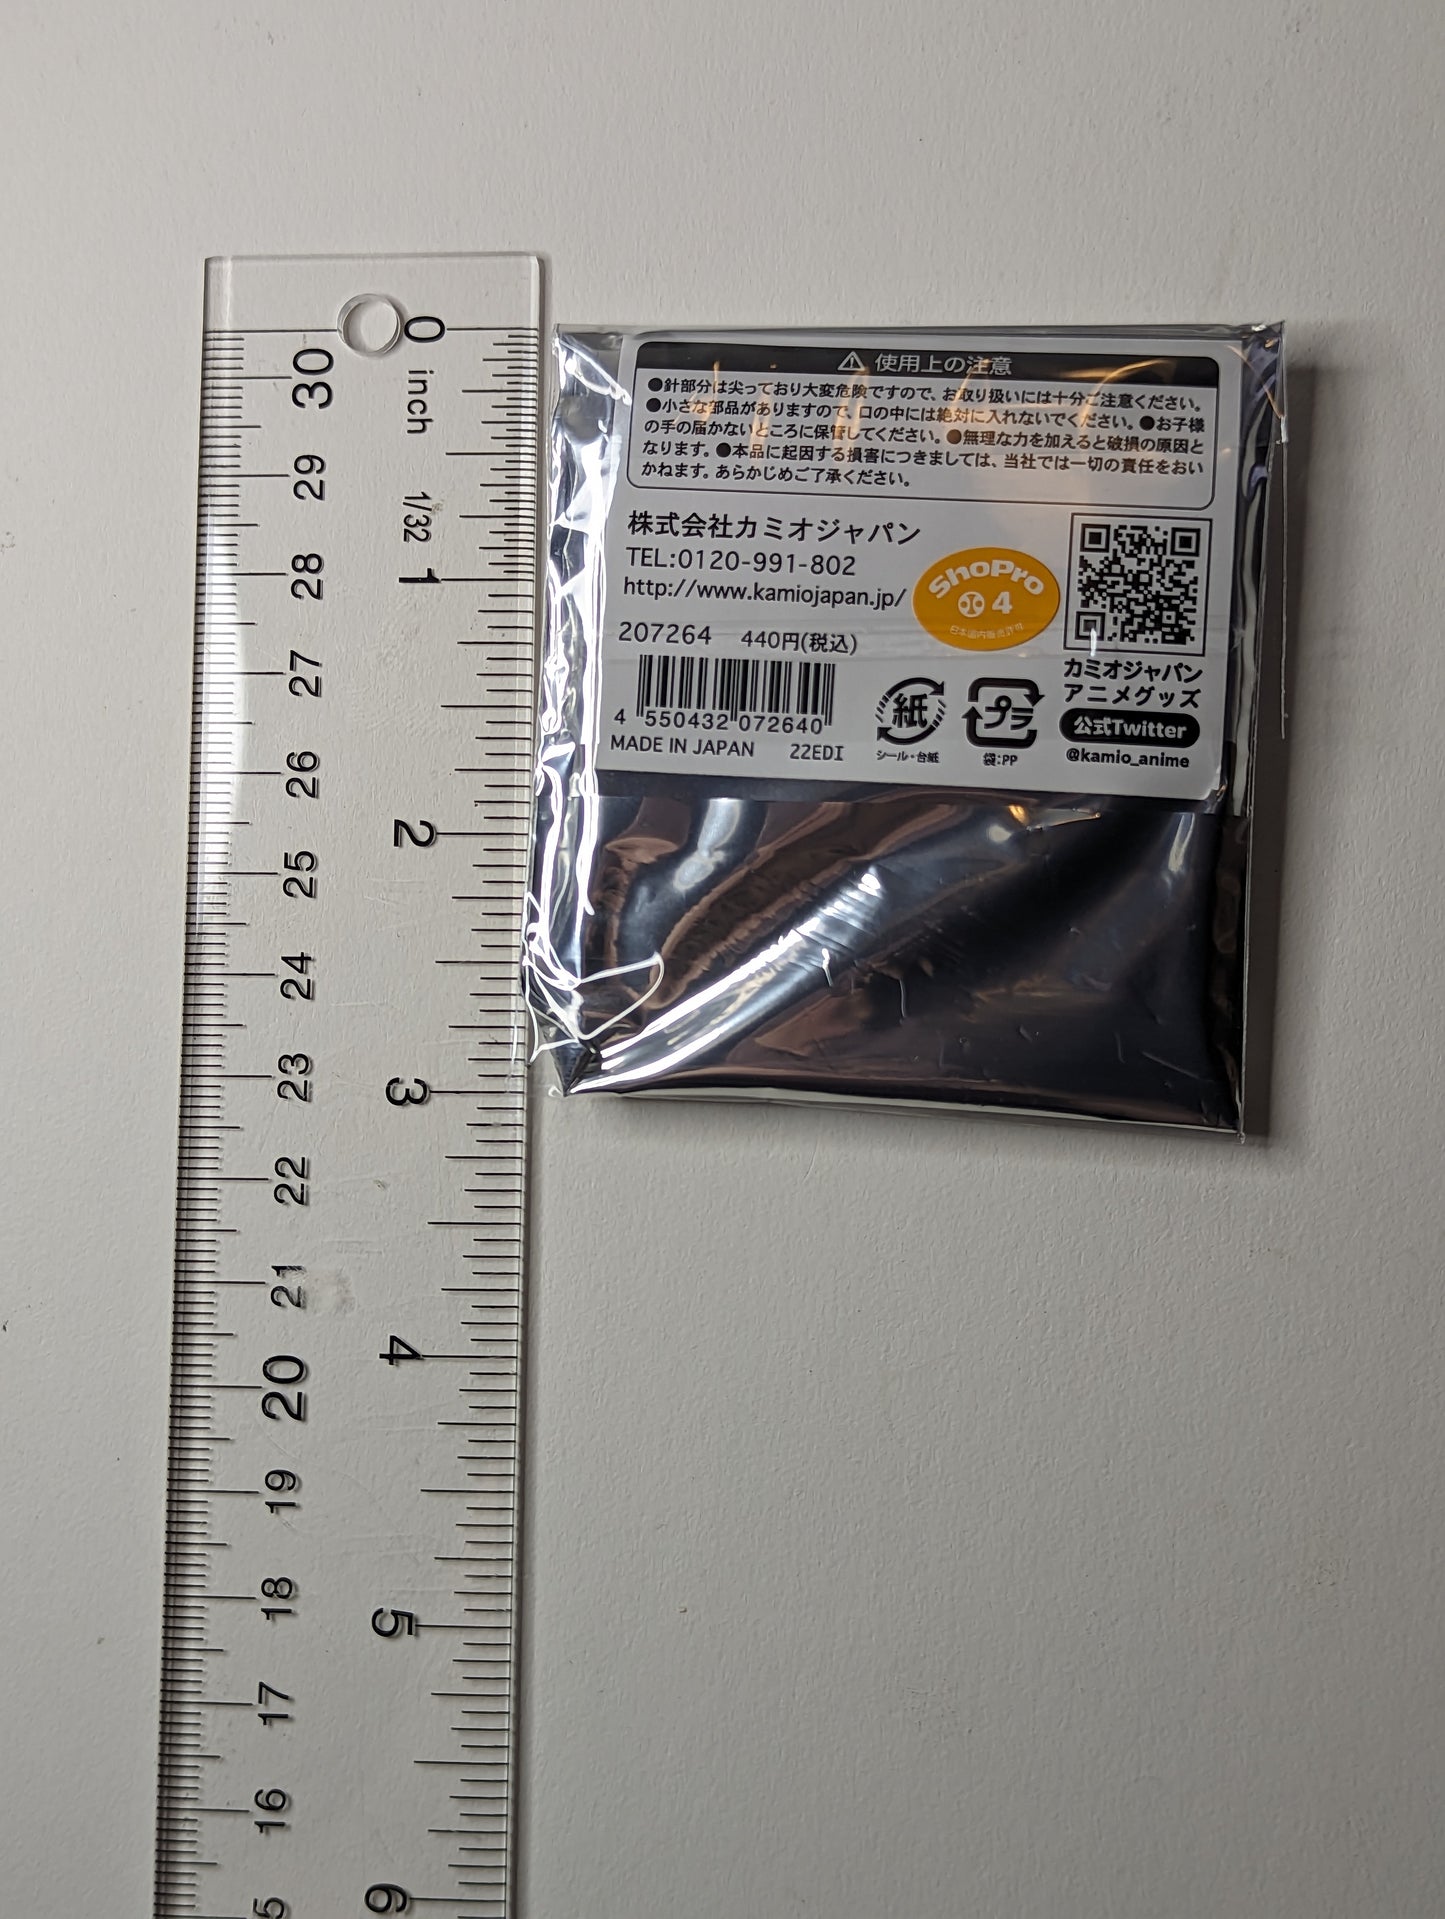 0
inch
1/32
1
2
3
4
5
6
30
29
28
27
26
25
24
23
22
21
20
19
18
17
16
5
⚠ 使用上の注意
●針部分は尖っており大変危険ですので、お取り扱いには十分ご注意ください。
●小さな部品がありますので、口の中には絶対に入れないでください。●お子様
の手の届かないところに保管してください。●無理な力を加えると破損の原因と
なります。●本品に起因する損害につきましては、当社では一切の責任をおい
かねます。あらかじめご了承ください。
株式会社カミオジャパン
TEL:0120-991-802
http://www.kamiojapan.jp/
207264 440円(税込)
4 550432 072640
MADE IN JAPAN 22EDI
ShoPro
4
日本国内販売許可
紙
シール・台紙
プラ
袋:PP
カミオジャパン
アニメグッズ
公式Twitter
@kamio_anime